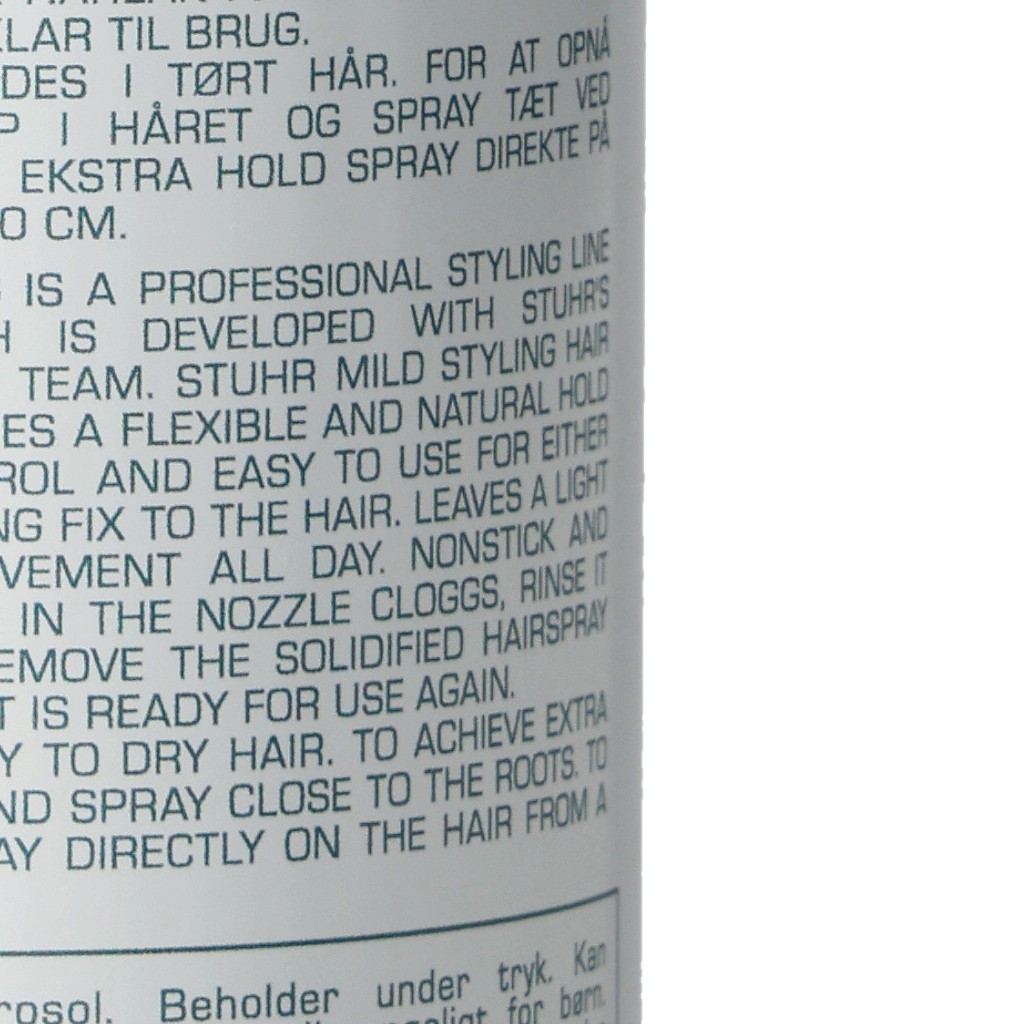 KLAR TIL BRUG.
DES I TØRT HÅR. FOR AT OPNÅ
P I HÅRET OG SPRAY TÆT VED
EKSTRA HOLD SPRAY DIREKTE PÅ
0 CM.
IS A PROFESSIONAL STYLING LINE
H IS DEVELOPED WITH STUHR'S
TEAM. STUHR MILD STYLING HAIR
ES A FLEXIBLE AND NATURAL HOLD
ROL AND EASY TO USE FOR EITHER
NG FIX TO THE HAIR. LEAVES A LIGHT
VEMENT ALL DAY. NONSTICK AND
IN THE NOZZLE CLOGGS, RINSE IT
EMOVE THE SOLIDIFIED HAIRSPRAY
T IS READY FOR USE AGAIN.
Y TO DRY HAIR. TO ACHIEVE EXTRA
ND SPRAY CLOSE TO THE ROOTS. TO
AY DIRECTLY ON THE HAIR FROM A
rosol. Beholder under tryk. Kan
for børn.